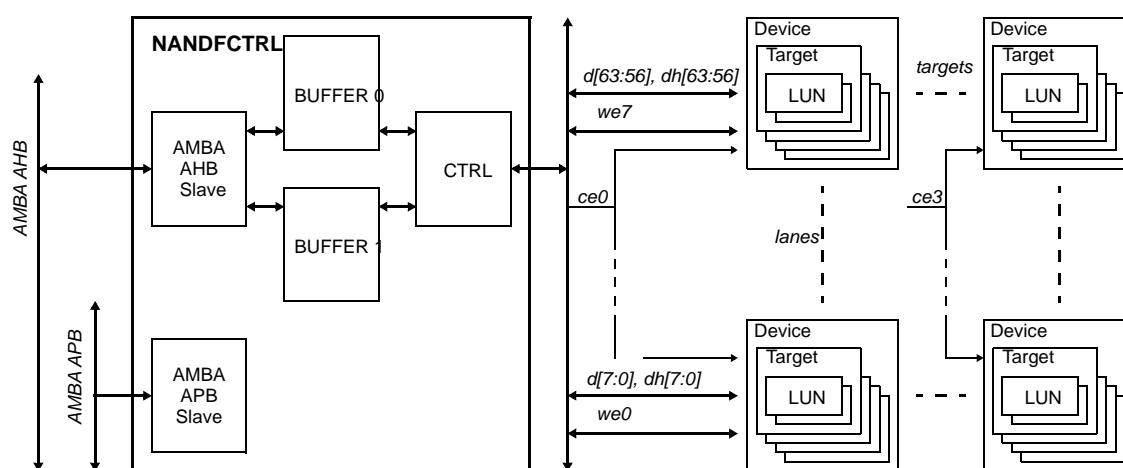 NANDFCTRL
AMBA AHB
AMBA APB
AMBA
AHB
Slave
BUFFER 0
BUFFER 1
CTRL
AMBA
APB
Slave
d[63:56], dh[63:56]
we7
ce0
lanes
d[7:0], dh[7:0]
we0
Device
Target
LUN
targets
ce3
Device
Target
LUN
Device
Target
LUN
Device
Target
LUN